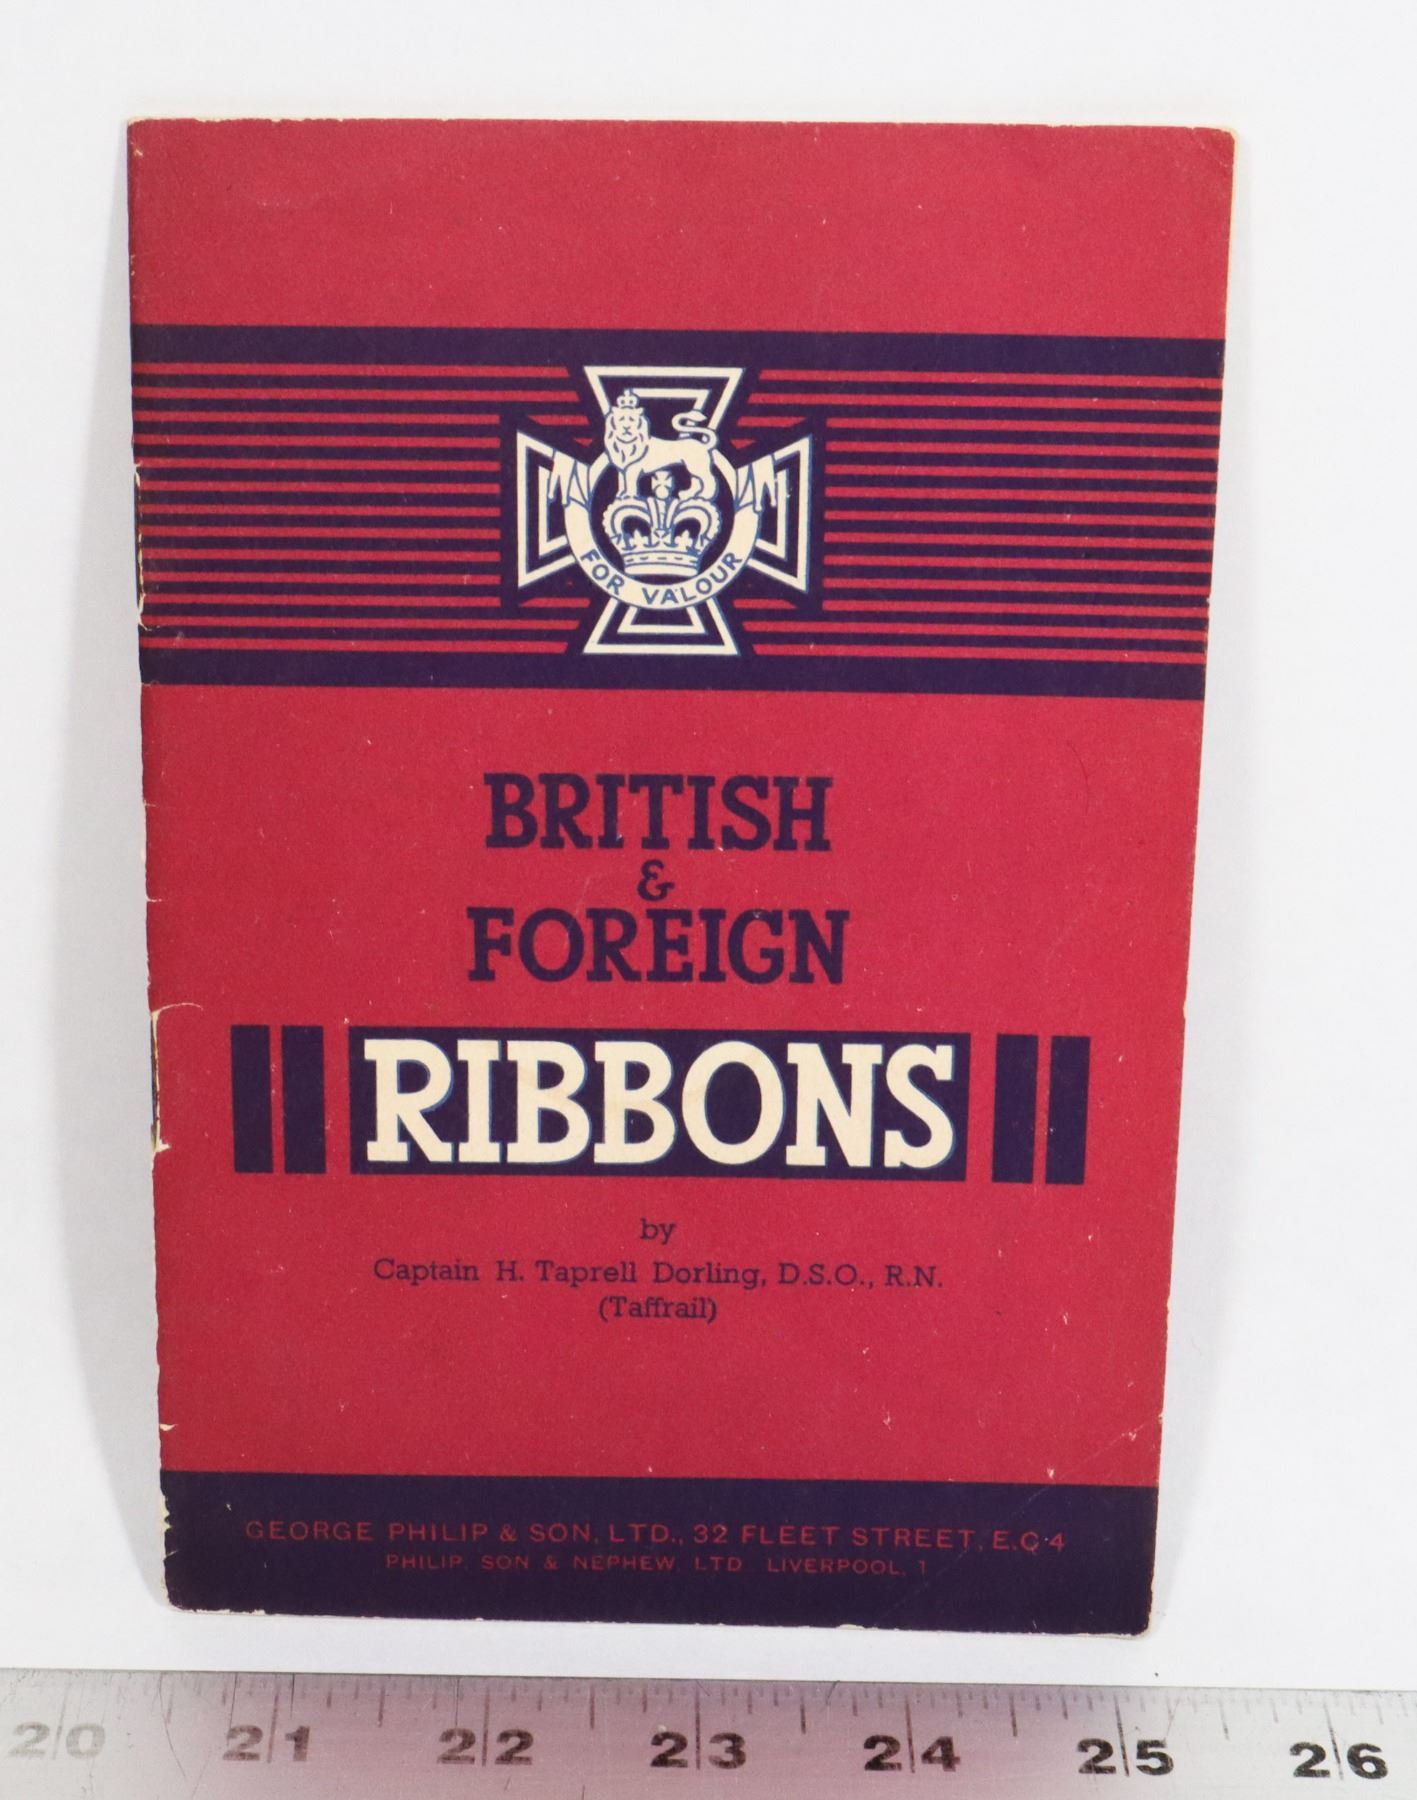 FOR VALOUR
BRITISH
&
FOREIGN
RIBBONS
by
Captain H. Taprell Dorling, D.S.O., R.N.
(Taffrail)
GEORGE PHILIP & SON, LTD., 32 FLEET STREET, E.C.4
PHILIP, SON & NEPHEW, LTD LIVERPOOL, 1
20 21 22 23 24 25 26